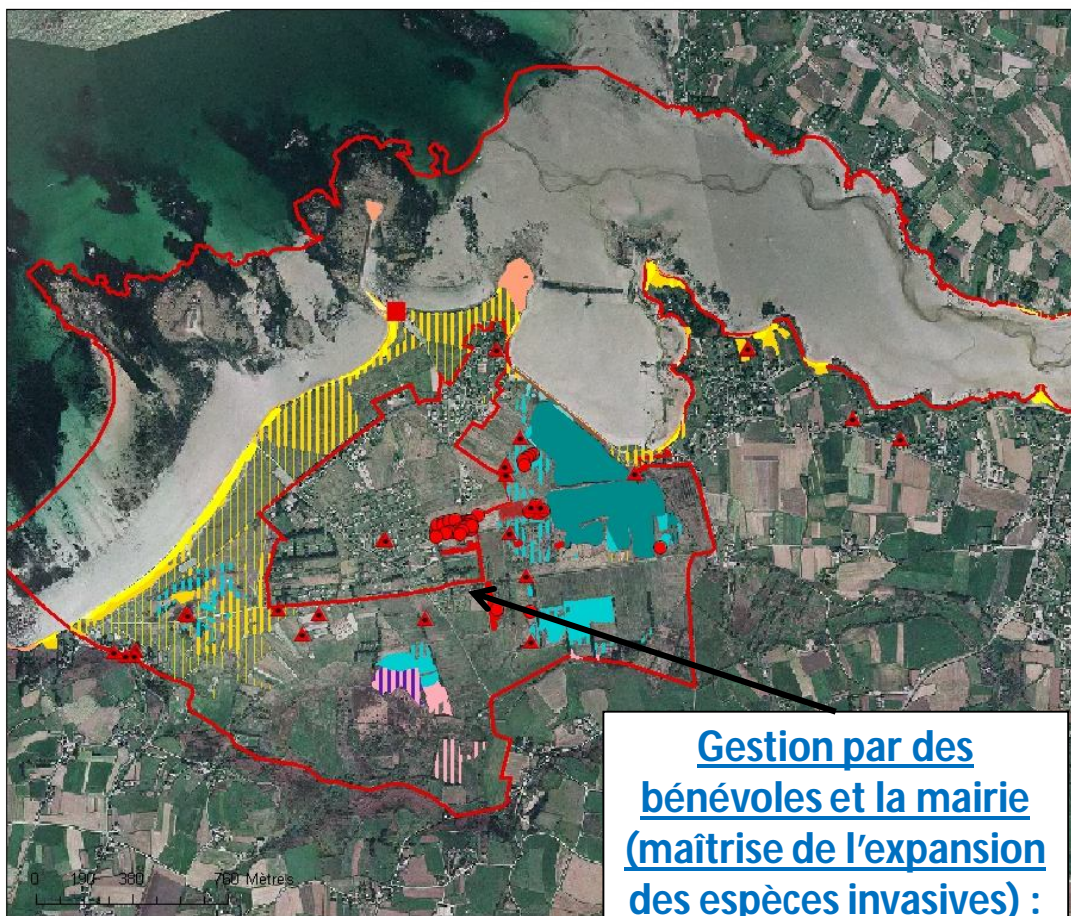 0 190 380 760 Mètres
Gestion par des
bénévoles et la mairie
(maîtrise de l'expansion
des espèces invasives) :